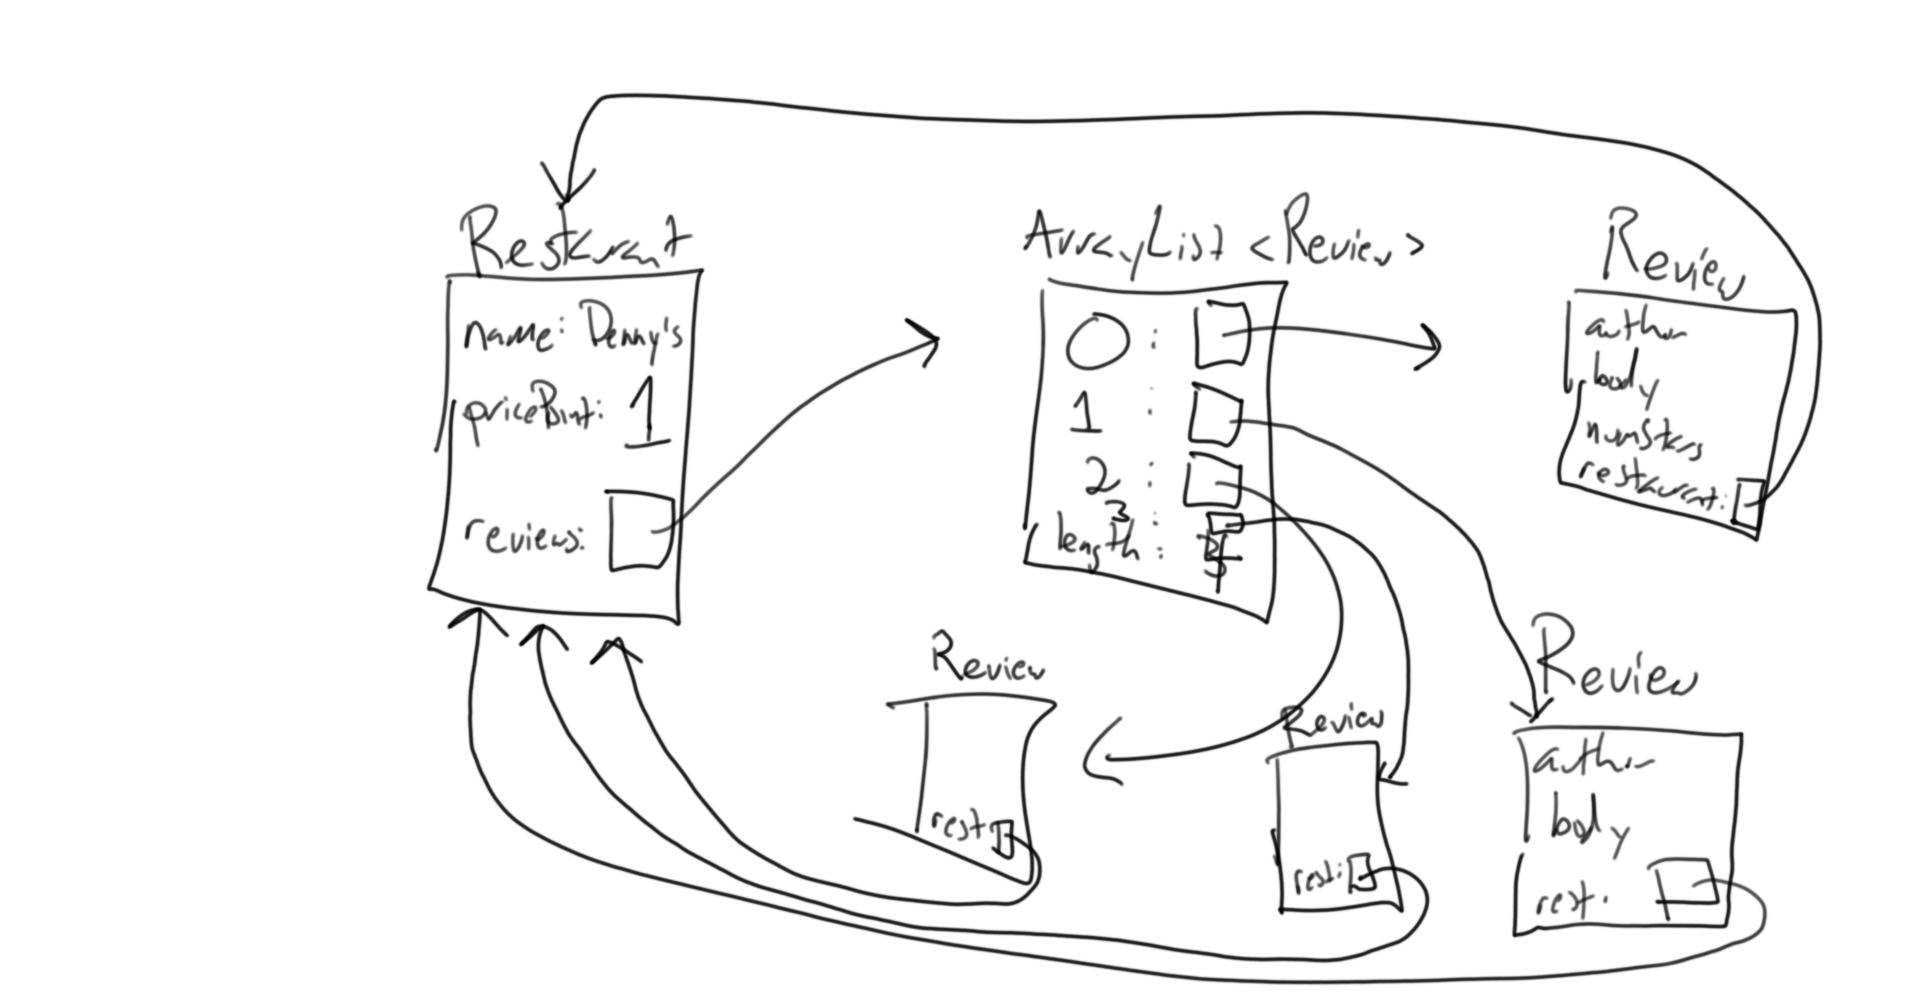 Restaurant
name: Denny's
pricePoint: 1
reviews:
ArrayList <Review>
0 :
1 :
2 :
3 :
length : 4
Review
author
body
numStars
restaurant:
Review
rest:
Review
rest:
Review
author
body
rest: